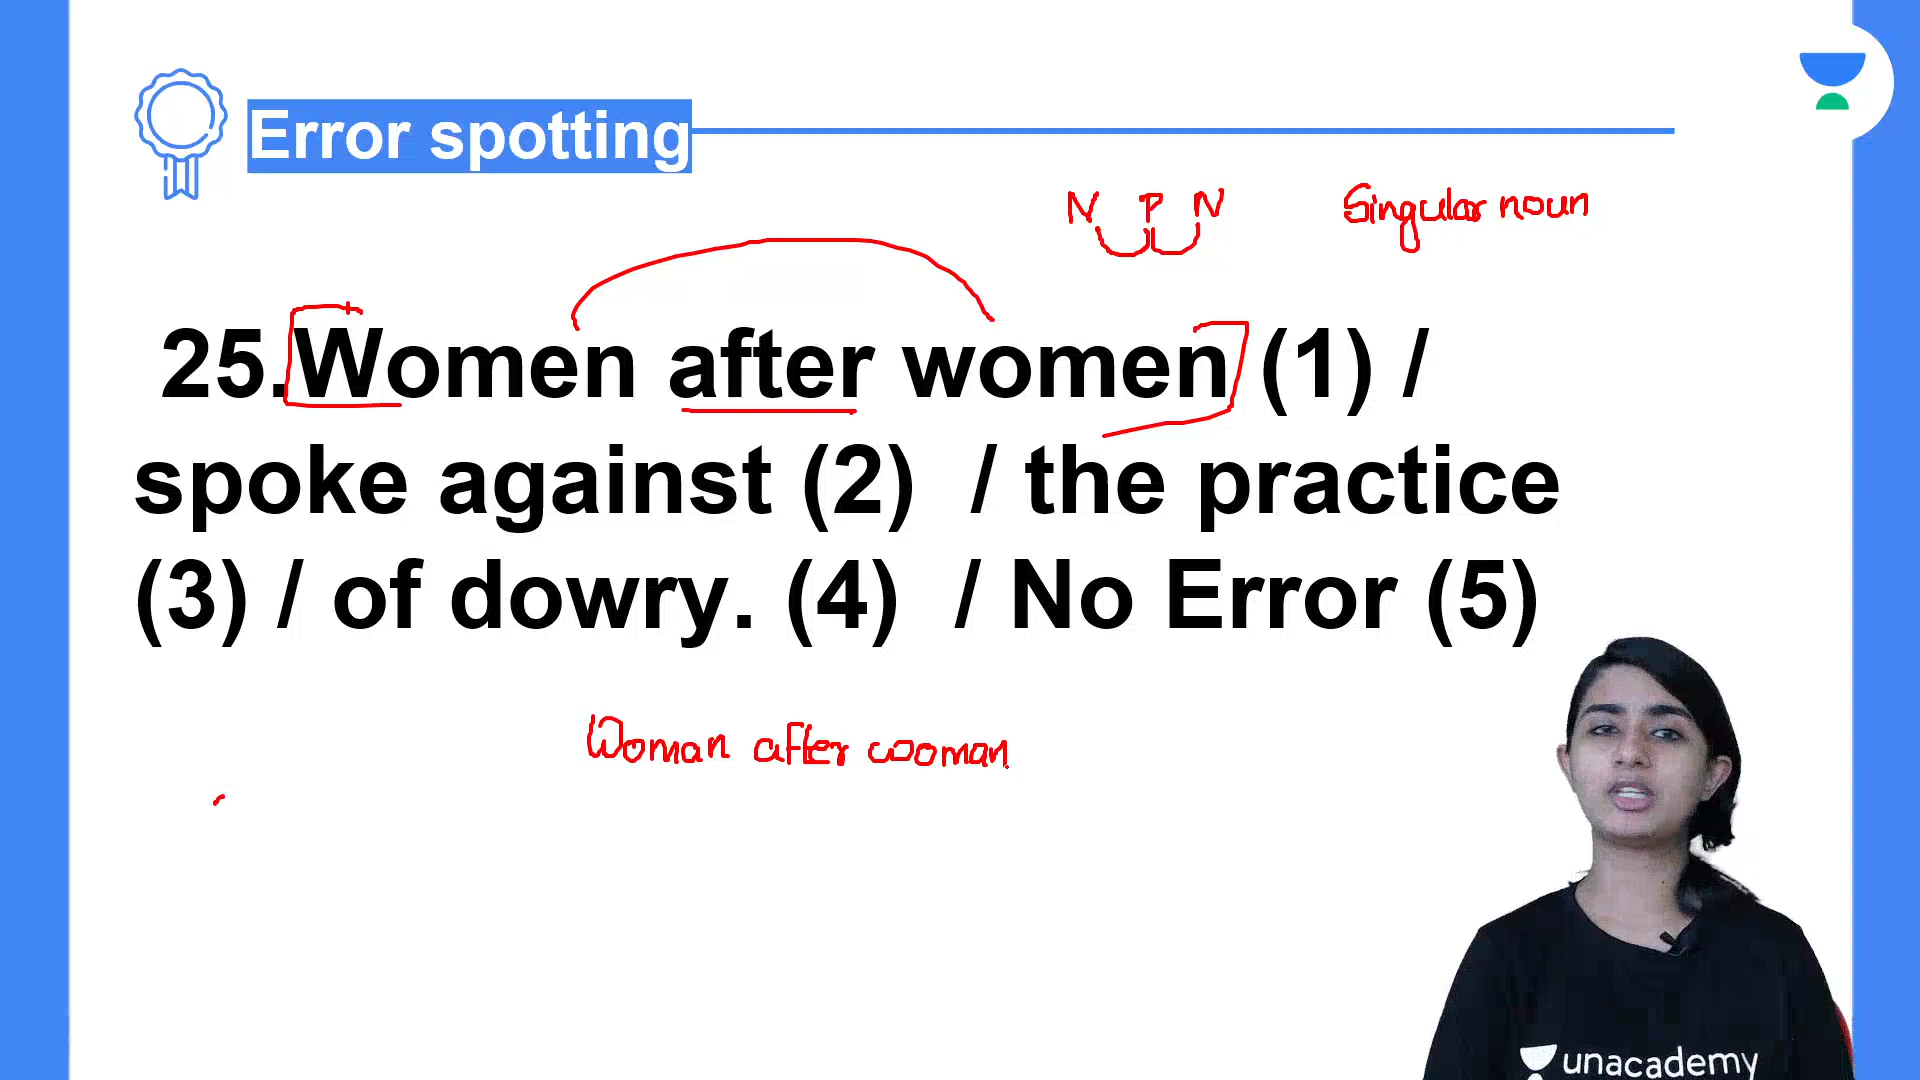 Error spotting
N P N Singular noun
25.Women after women (1) /
spoke against (2) / the practice
(3) / of dowry. (4) / No Error (5)
Woman after wooman
unacademy